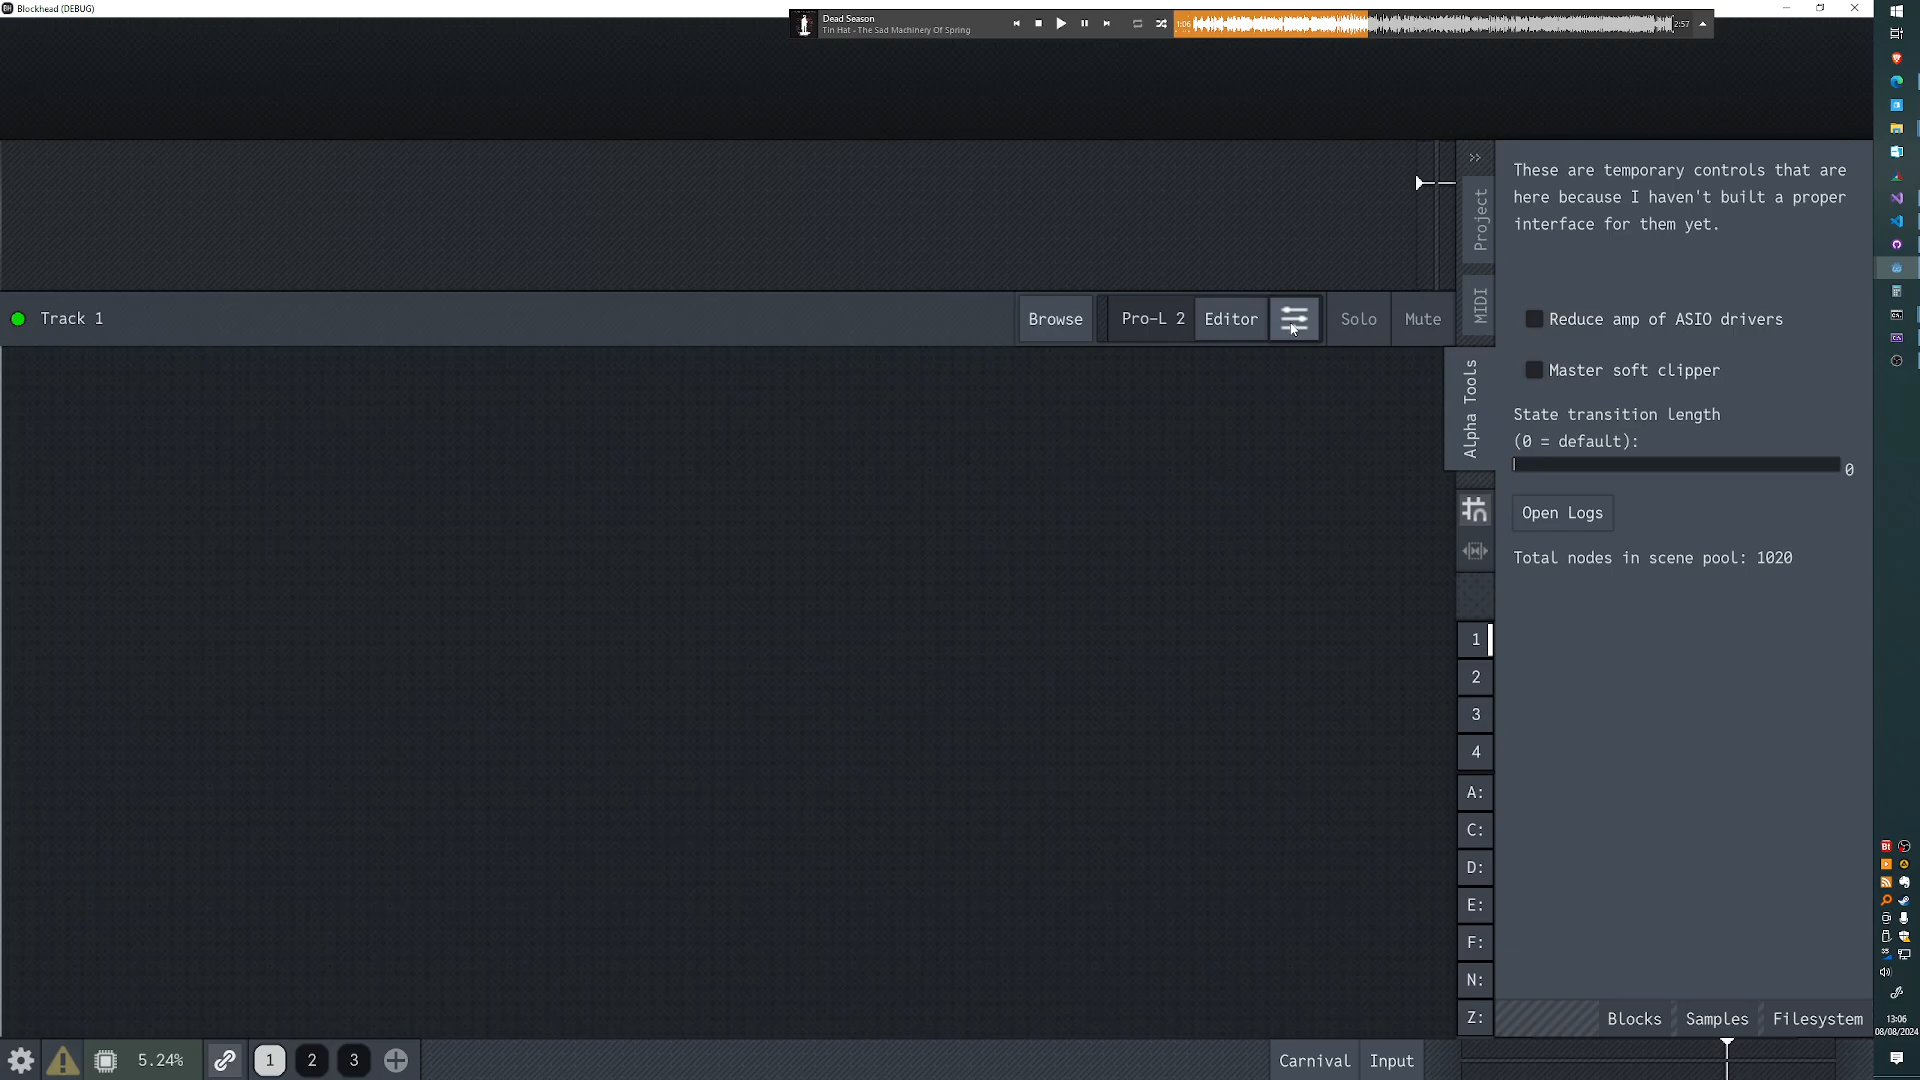 Blockhead (DEBUG)
Dead Season
Tin Hat - The Sad Machinery Of Spring
1:06
2:57
Project
MIDI
Alpha Tools
These are temporary controls that are
here because I haven't built a proper
interface for them yet.
Track 1
Browse
Pro-L 2
Editor
Solo
Mute
Reduce amp of ASIO drivers
Master soft clipper
State transition length
(0 = default):
0
Open Logs
Total nodes in scene pool: 1020
1
2
3
4
A:
C:
D:
E:
F:
N:
Z:
Blocks
Samples
Filesystem
5.24%
1
2
3
Carnival
Input
13:06
08/08/2024